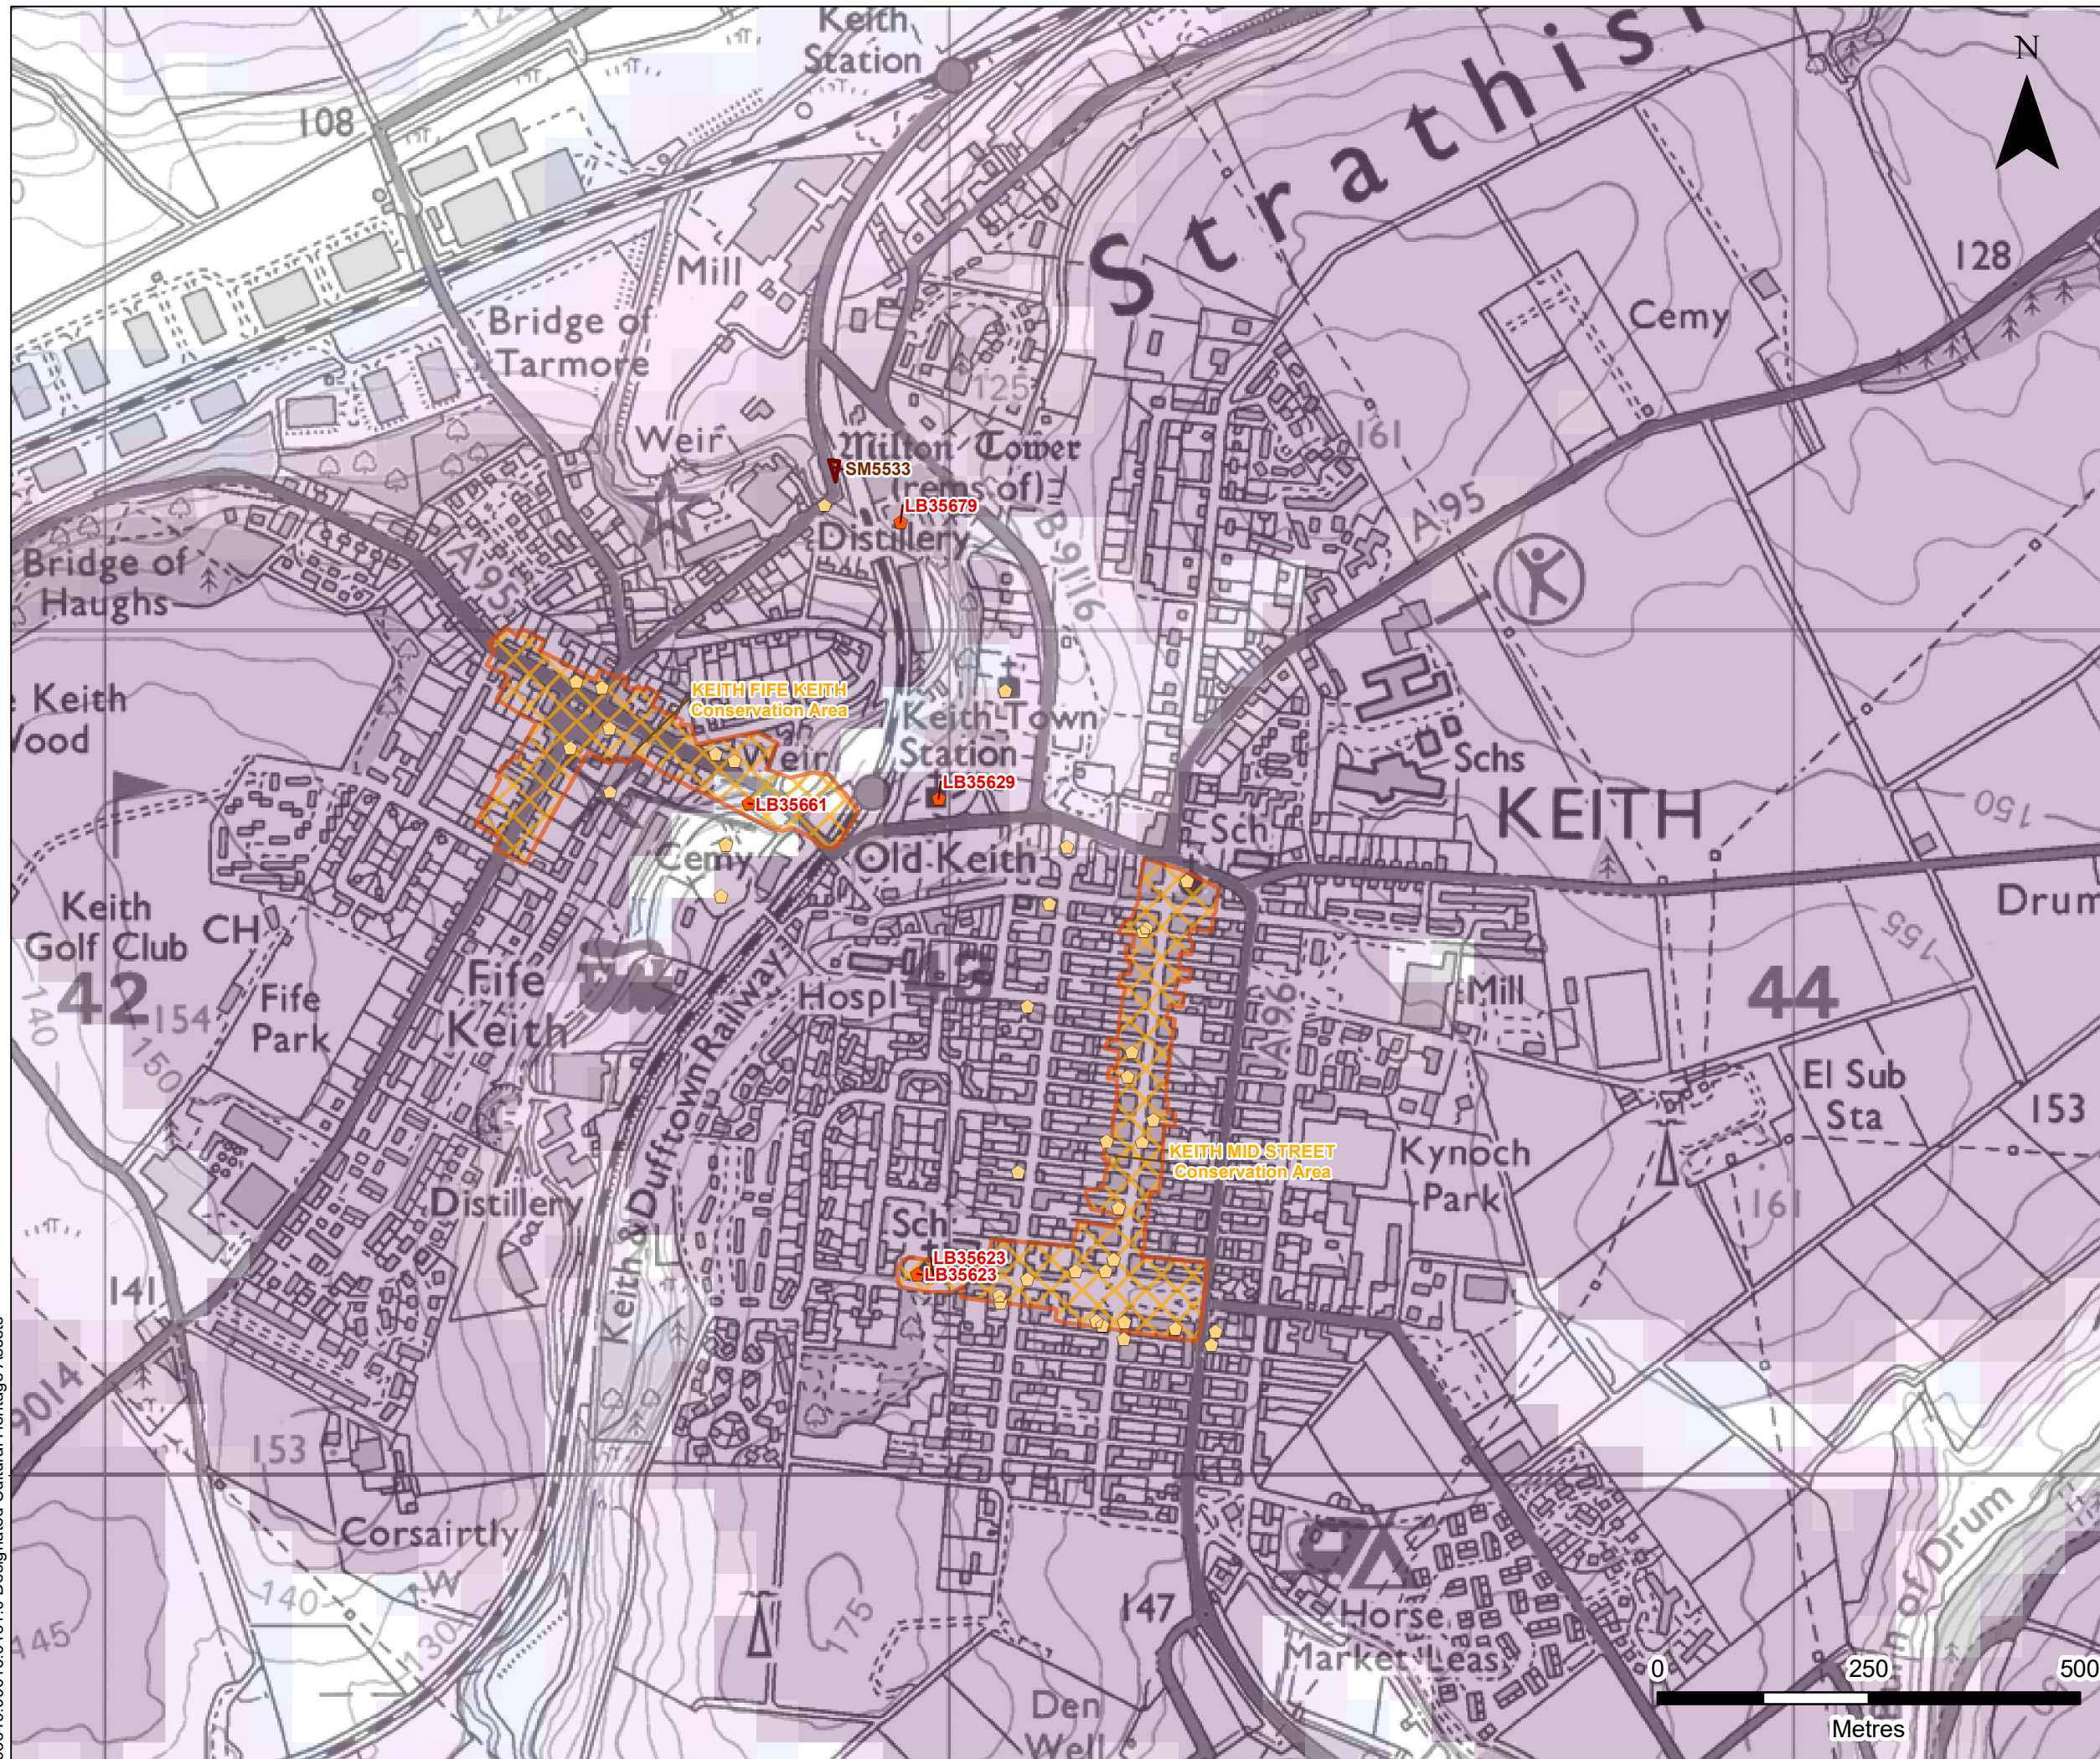 Keith
Station
N
Strathisl
108
128
Mill
Bridge of
Tarmore
Cemy
125
161
Weir
Milton Tower
(rems of)
SM5533
LB35679
Distillery
A95
A95
B 9116
Bridge of
Haughs
Keith
KEITH FIFE KEITH
Conservation Area
Keith Town
Station
Weir
LB35629
LB35661
Schs
KEITH
150
Sch
Cemy
Old Keith
Drum
155
Keith
Golf Club
CH
42
154
43
44
Fife
Keith
Fife
Park
Hospl
Mill
A96
140
150
El Sub
Sta
153
Keith & Dufftown Railway
KEITH MID STREET
Conservation Area
Kynoch
Park
161
Distillery
Sch
LB35623
LB35623
141
9014
153
Corsairtly
140
130
145
175
147
Horse
Market Leas
of Drum
Den
Well
0
250
500
Metres